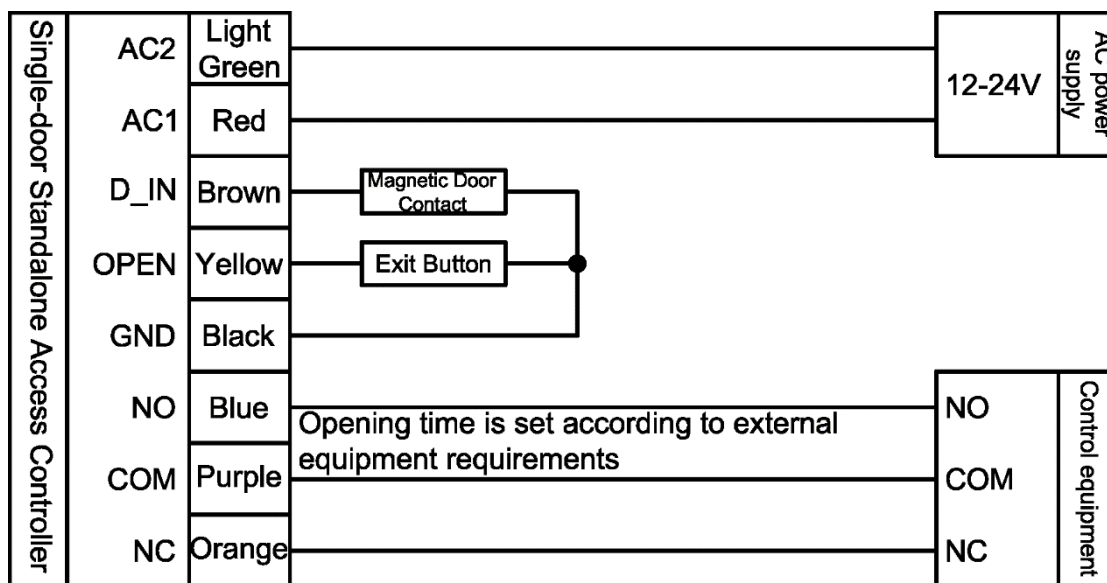 Single-door Standalone Access Controller
AC2
Light
Green
AC1
Red
D_IN
Brown
OPEN
Yellow
GND
Black
NO
Blue
COM
Purple
NC
Orange
Magnetic Door
Contact
Exit Button
Opening time is set according to external
equipment requirements
12-24V
AC power
supply
NO
COM
NC
Control equipment